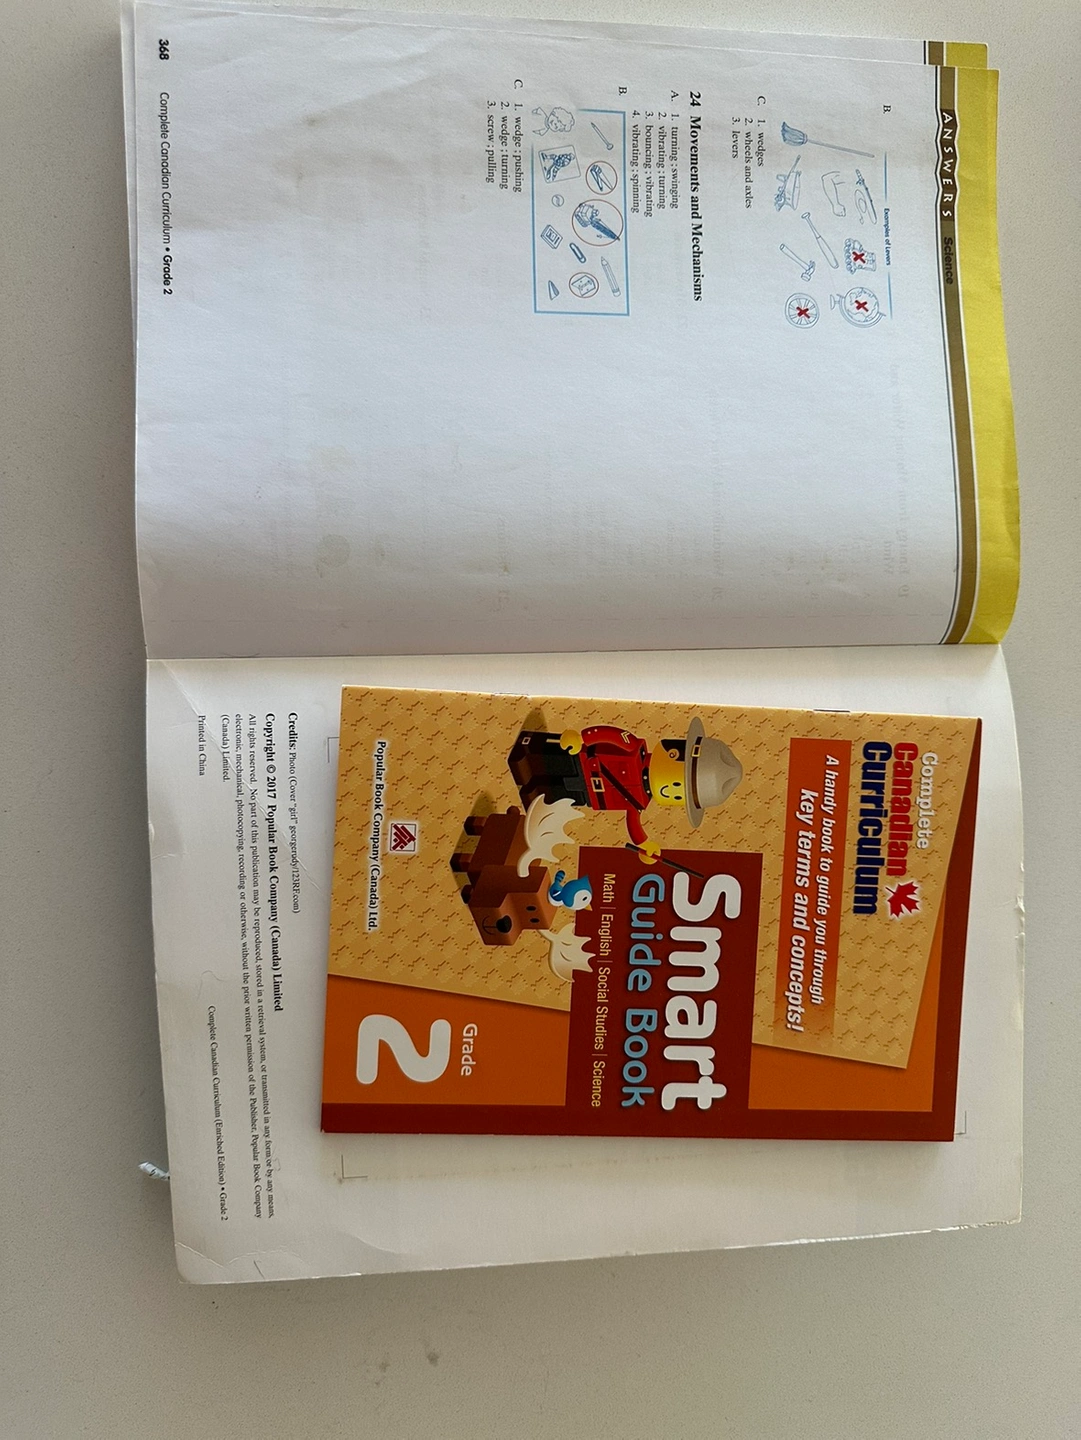 ANSWERS Science
B.
Examples of Levers
C. 1. wedges
2. wheels and axles
3. levers
24 Movements and Mechanisms
A. 1. turning ; swinging
2. vibrating ; turning
3. bouncing ; vibrating
4. vibrating ; spinning
B.
C. 1. wedge ; pushing
2. wedge ; turning
3. screw ; pulling
368 Complete Canadian Curriculum • Grade 2
Complete
Canadian
Curriculum
A handy book to guide you through
key terms and concepts!
Smart
Guide Book
Math | English | Social Studies | Science
Grade
2
Popular Book Company (Canada) Ltd.
Credits: Photo (Cover "girl" georgerudy/123RF.com)
Copyright © 2017 Popular Book Company (Canada) Limited
All rights reserved. No part of this publication may be reproduced, stored in a retrieval system, or transmitted in any form or by any means,
electronic, mechanical, photocopying, recording or otherwise, without the prior written permission of the Publisher, Popular Book Company
(Canada) Limited.
Printed in China
Complete Canadian Curriculum (Enriched Edition) • Grade 2